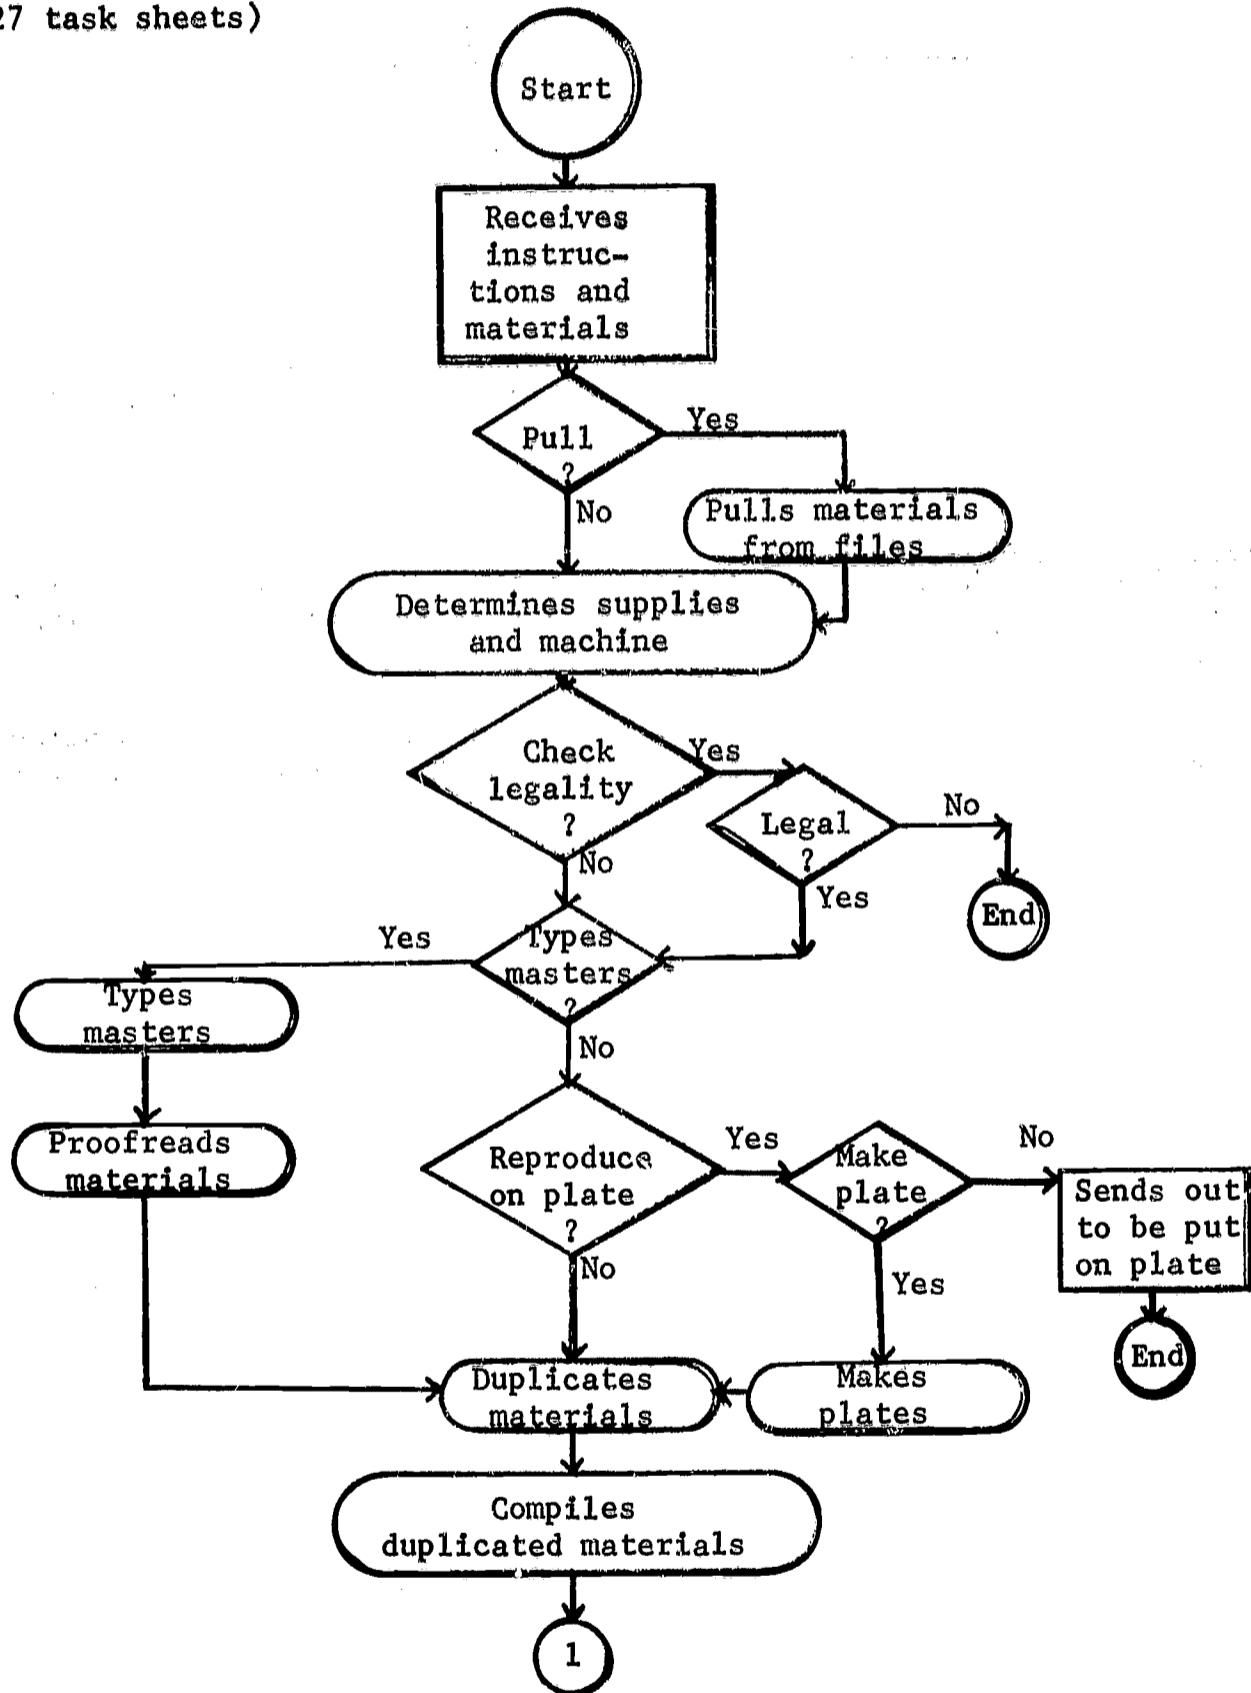 27 task sheets)
Start
Receives
instruc-
tions and
materials
Pull
?
Yes
No
Pulls materials
from files
Determines supplies
and machine
Check
legality
?
Yes
No
Legal
?
No
Yes
End
Types
masters
?
Yes
No
Types
masters
Proofreads
materials
Reproduce
on plate
?
Yes
No
Make
plate
?
No
Yes
Sends out
to be put
on plate
End
Makes
plates
Duplicates
materials
Compiles
duplicated materials
1